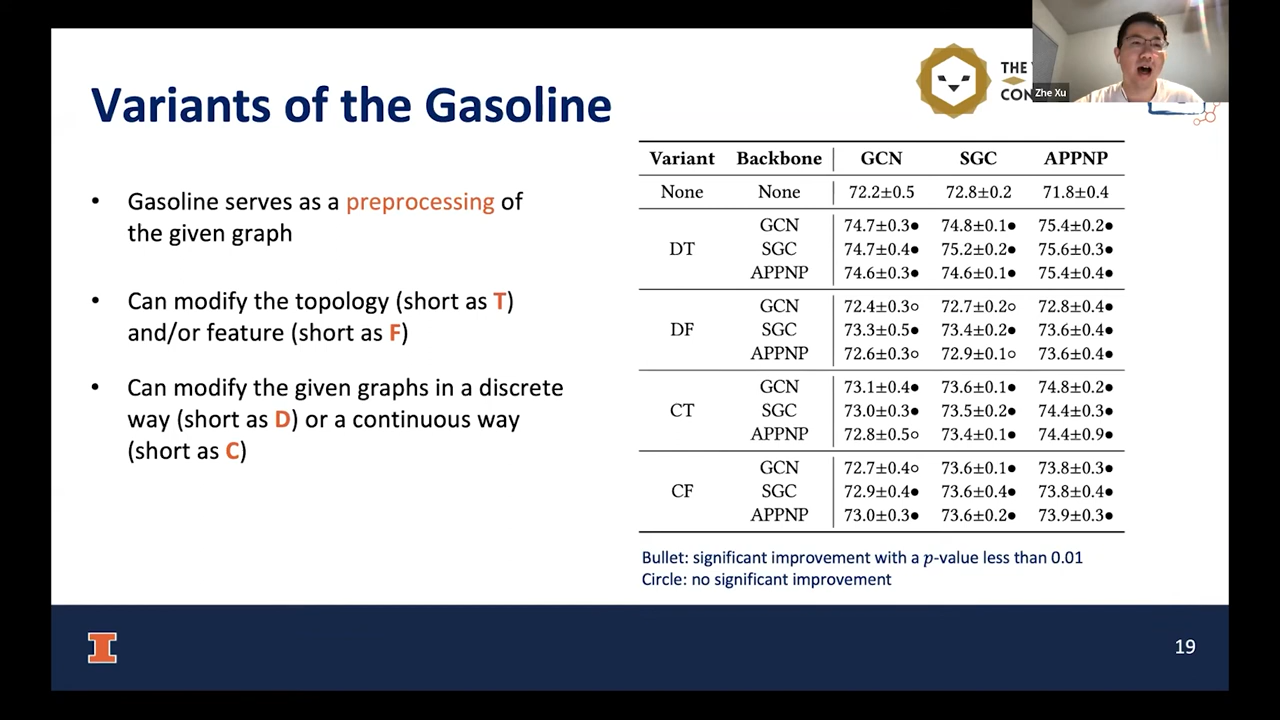 Variants of the Gasoline
THE
CON
Zhe Xu
• Gasoline serves as a preprocessing of
the given graph
• Can modify the topology (short as T)
and/or feature (short as F)
• Can modify the given graphs in a discrete
way (short as D) or a continuous way
(short as C)
Variant Backbone GCN SGC APPNP
None None 72.2±0.5 72.8±0.2 71.8±0.4
GCN 74.7±0.3● 74.8±0.1● 75.4±0.2●
DT SGC 74.7±0.4● 75.2±0.2● 75.6±0.3●
APPNP 74.6±0.3● 74.6±0.1● 75.4±0.4●
GCN 72.4±0.3○ 72.7±0.2○ 72.8±0.4●
DF SGC 73.3±0.5● 73.4±0.2● 73.6±0.4●
APPNP 72.6±0.3○ 72.9±0.1○ 73.6±0.4●
GCN 73.1±0.4● 73.6±0.1● 74.8±0.2●
CT SGC 73.0±0.3● 73.5±0.2● 74.4±0.3●
APPNP 72.8±0.5○ 73.4±0.1● 74.4±0.9●
GCN 72.7±0.4○ 73.6±0.1● 73.8±0.3●
CF SGC 72.9±0.4● 73.6±0.4● 73.8±0.4●
APPNP 73.0±0.3● 73.6±0.2● 73.9±0.3●
Bullet: significant improvement with a p-value less than 0.01
Circle: no significant improvement
I
19